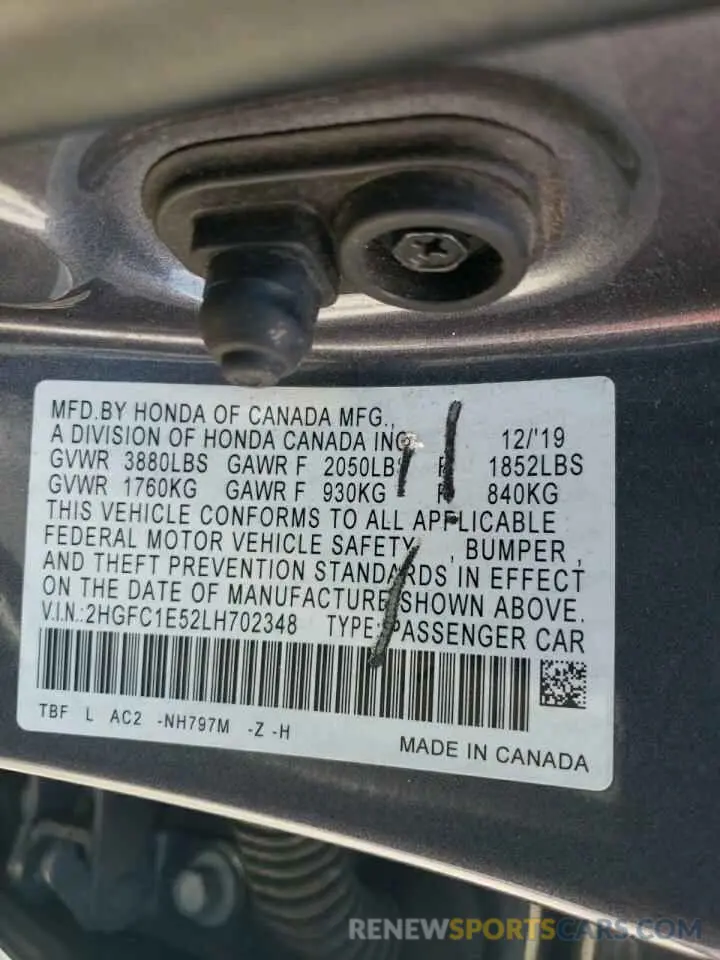 MFD.BY HONDA OF CANADA MFG.,
A DIVISION OF HONDA CANADA INC. 12/'19
GVWR 3880LBS GAWR F 2050LBS R 1852LBS
GVWR 1760KG GAWR F 930KG R 840KG
THIS VEHICLE CONFORMS TO ALL APPLICABLE
FEDERAL MOTOR VEHICLE SAFETY , BUMPER ,
AND THEFT PREVENTION STANDARDS IN EFFECT
ON THE DATE OF MANUFACTURE SHOWN ABOVE.
V.I.N.:2HGFC1E52LH702348 TYPE:PASSENGER CAR
TBF L AC2 -NH797M -Z -H
MADE IN CANADA
RENEWSPORTSCARS.COM